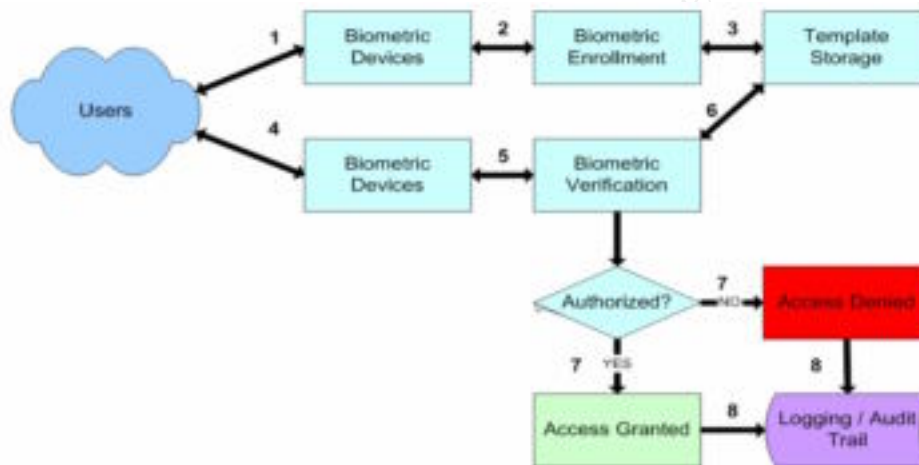 1
Biometric
Devices
2
Biometric
Enrollment
3
Template
Storage
Users
4
Biometric
Devices
5
Biometric
Verification
6
Authorized?
7
NO
Access Denied
7
YES
8
Access Granted
8
Logging / Audit
Trail